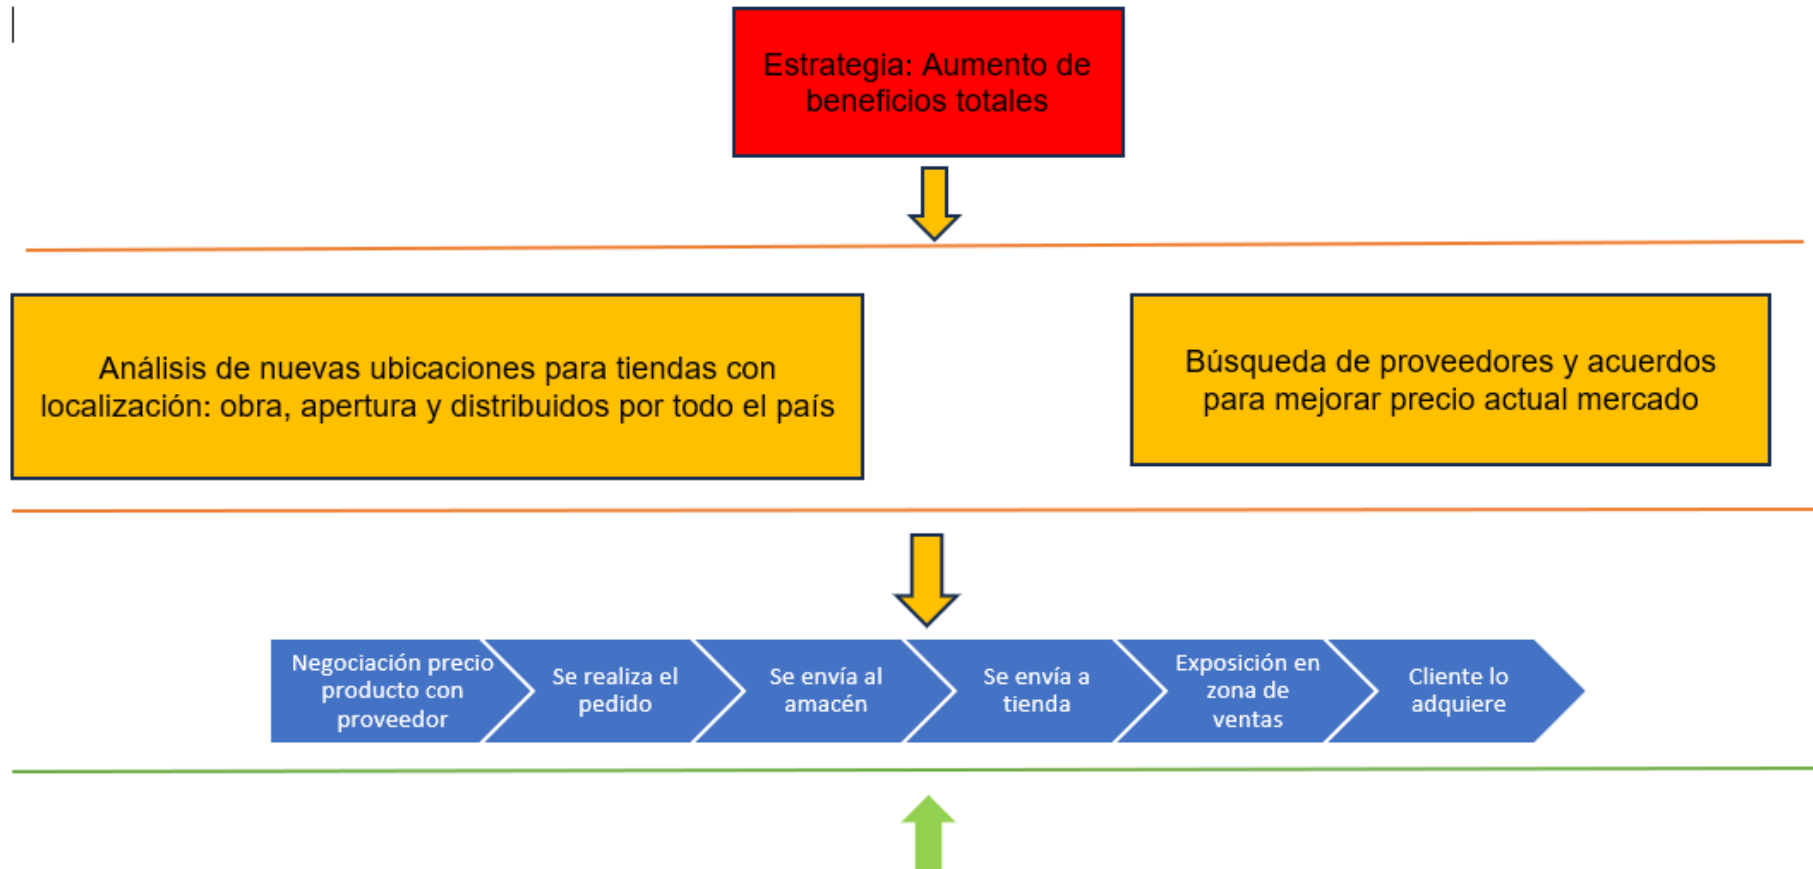 Estrategia: Aumento de
beneficios totales
Análisis de nuevas ubicaciones para tiendas con
localización: obra, apertura y distribuidos por todo el país
Búsqueda de proveedores y acuerdos
para mejorar precio actual mercado
Negociación precio
producto con
proveedor
Se realiza el
pedido
Se envía al
amacén
Se envía a
tienda
Exposición en
zona de
ventas
Cliente lo
adquiere